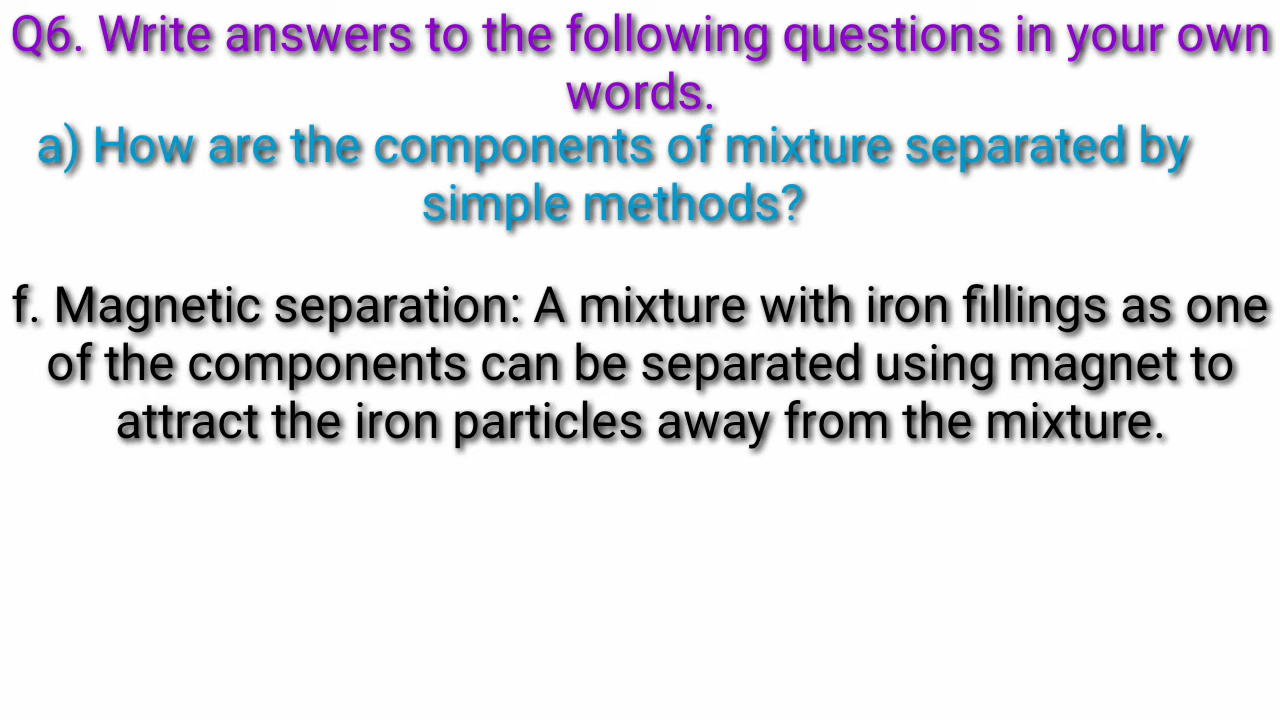 Q6. Write answers to the following questions in your own
words.
a) How are the components of mixture separated by
simple methods?
f. Magnetic separation: A mixture with iron fillings as one
of the components can be separated using magnet to
attract the iron particles away from the mixture.